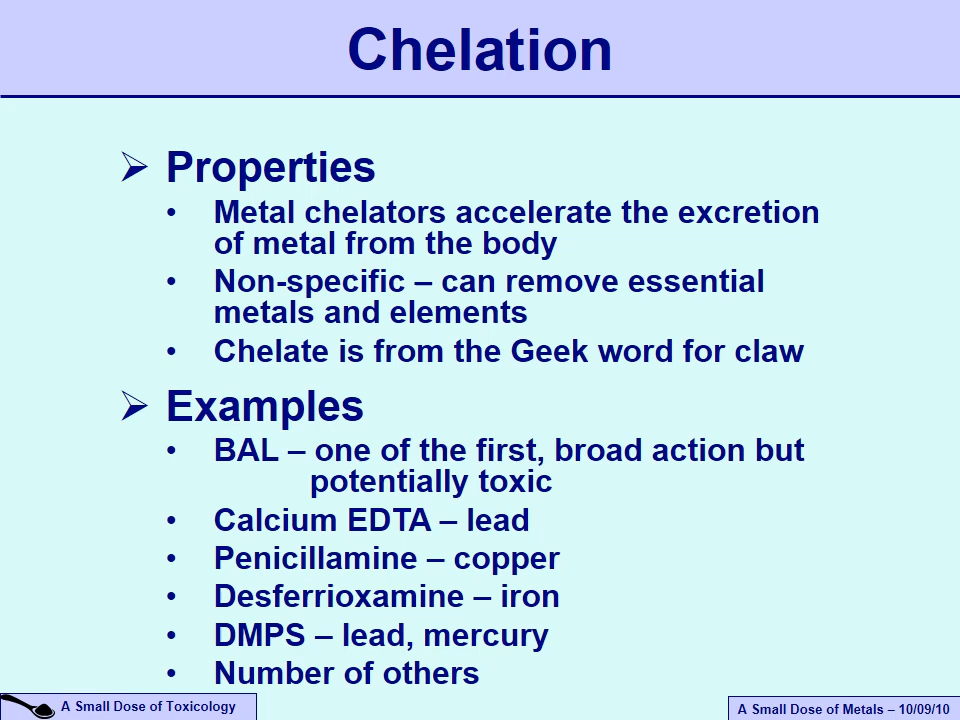 Chelation
Properties
• Metal chelators accelerate the excretion
of metal from the body
• Non-specific – can remove essential
metals and elements
• Chelate is from the Geek word for claw
Examples
• BAL – one of the first, broad action but
potentially toxic
• Calcium EDTA – lead
• Penicillamine – copper
• Desferrioxamine – iron
• DMPS – lead, mercury
• Number of others
A Small Dose of Toxicology
A Small Dose of Metals – 10/09/10